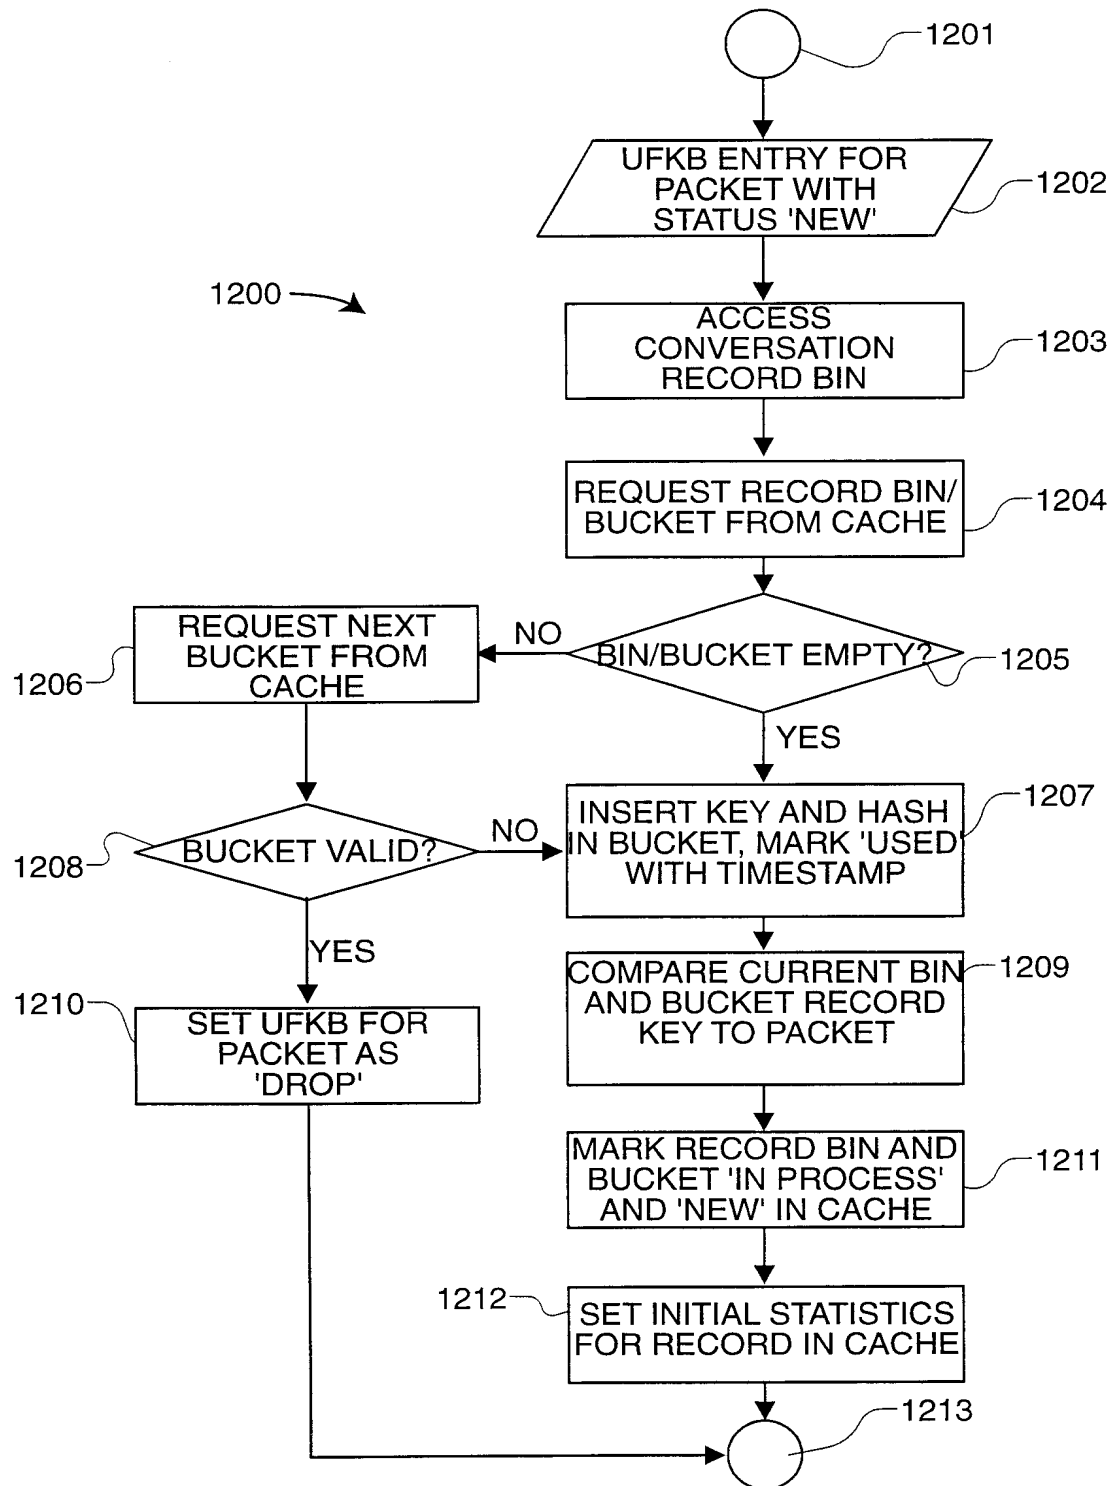 1201
UFKB ENTRY FOR
PACKET WITH
STATUS 'NEW'
1202
1200
ACCESS
CONVERSATION
RECORD BIN
1203
REQUEST RECORD BIN/
BUCKET FROM CACHE
1204
REQUEST NEXT
BUCKET FROM
CACHE
1206
NO
BIN/BUCKET EMPTY?
1205
YES
INSERT KEY AND HASH
IN BUCKET, MARK 'USED'
WITH TIMESTAMP
1207
BUCKET VALID?
NO
1208
YES
COMPARE CURRENT BIN
AND BUCKET RECORD
KEY TO PACKET
1209
1210
SET UFKB FOR
PACKET AS
'DROP'
MARK RECORD BIN AND
BUCKET 'IN PROCESS'
AND 'NEW' IN CACHE
1211
1212
SET INITIAL STATISTICS
FOR RECORD IN CACHE
1213